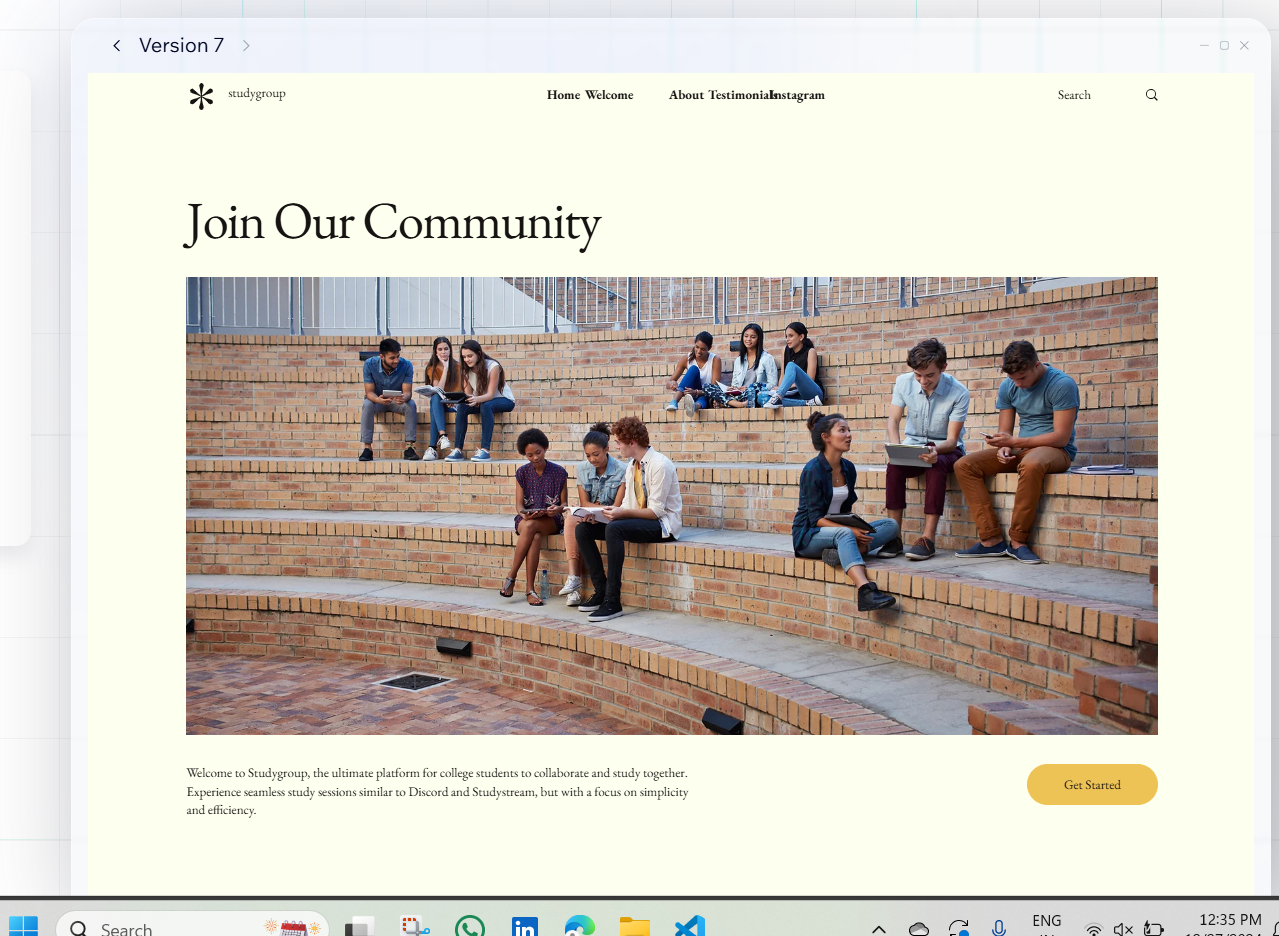 Version 7
studygroup
Home Welcome About Testimonials Instagram
Search
Join Our Community
Welcome to Studygroup, the ultimate platform for college students to collaborate and study together.
Experience seamless study sessions similar to Discord and Studystream, but with a focus on simplicity
and efficiency.
Get Started
Search
ENG
12:35 PM